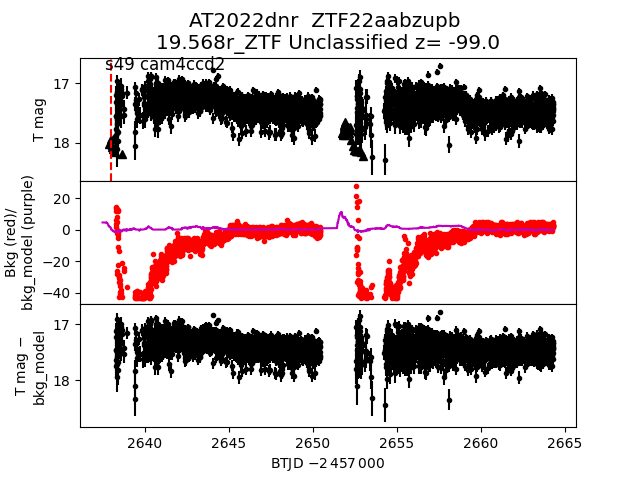 AT2022dnr ZTF22aabzupb
19.568r_ZTF Unclassified z= -99.0
s49 cam4ccd2
T mag
17
18
Bkg (red)/
bkg_model (purple)
20
0
−20
−40
T mag −
bkg_model
17
18
2640
2645
2650
2655
2660
2665
BTJD −2 457 000